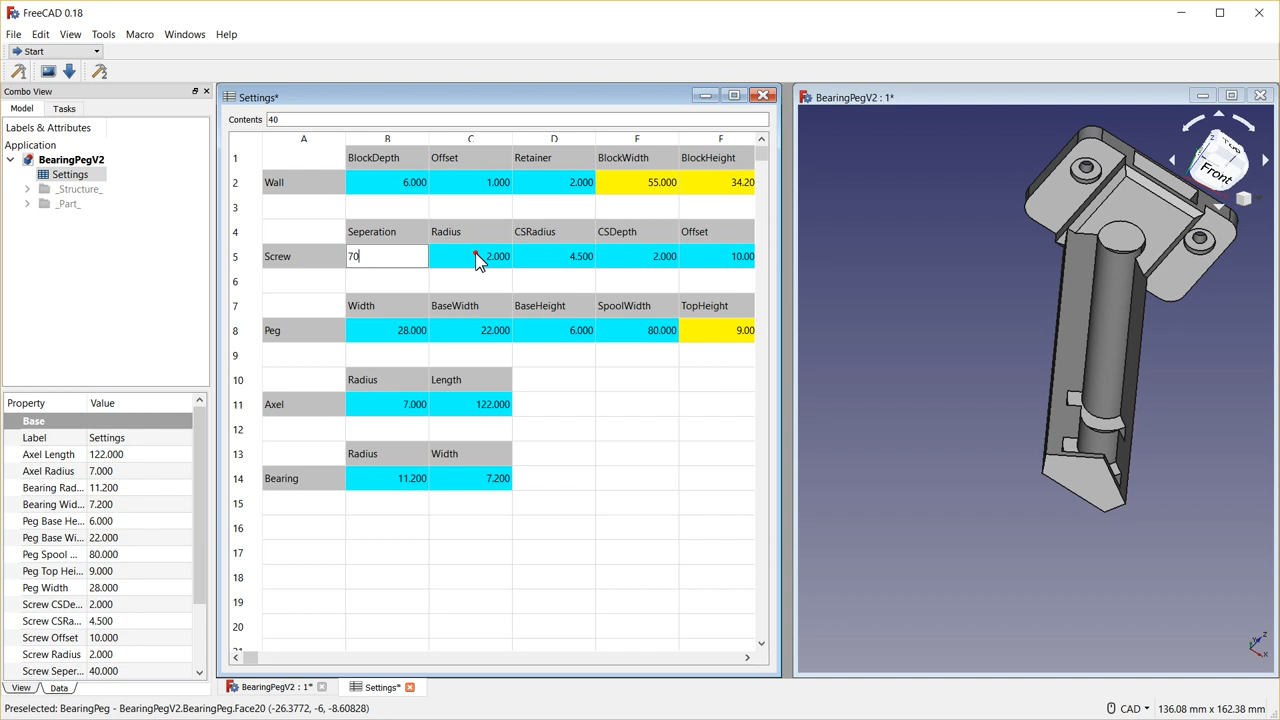 FreeCAD 0.18
File Edit View Tools Macro Windows Help
Start
Combo View
Model Tasks
Labels & Attributes
Application
BearingPegV2
Settings
_Structure_
_Part_
Property Value
Base
Label Settings
Axel Length 122.000
Axel Radius 7.000
Bearing Rad... 11.200
Bearing Wid... 7.200
Peg Base He... 6.000
Peg Base Wi... 22.000
Peg Spool ... 80.000
Peg Top Hei... 9.000
Peg Width 28.000
Screw CSDe... 2.000
Screw CSRa... 4.500
Screw Offset 10.000
Screw Radius 2.000
Screw Seper... 40.000
View Data
Settings*
Contents 40
A B C D E F
1 BlockDepth Offset Retainer BlockWidth BlockHeight
2 Wall 6.000 1.000 2.000 55.000 34.20
3
4 Seperation Radius CSRadius CSDepth Offset
5 Screw 70 2.000 4.500 2.000 10.00
6
7 Width BaseWidth BaseHeight SpoolWidth TopHeight
8 Peg 28.000 22.000 6.000 80.000 9.00
9
10 Radius Length
11 Axel 7.000 122.000
12
13 Radius Width
14 Bearing 11.200 7.200
15
16
17
18
19
20
BearingPegV2 : 1*
Front
Z
X
BearingPegV2 : 1* Settings*
Preselected: BearingPeg - BearingPegV2.BearingPeg.Face20 (-26.3772, -6, -8.60828)
CAD 136.08 mm x 162.38 mm